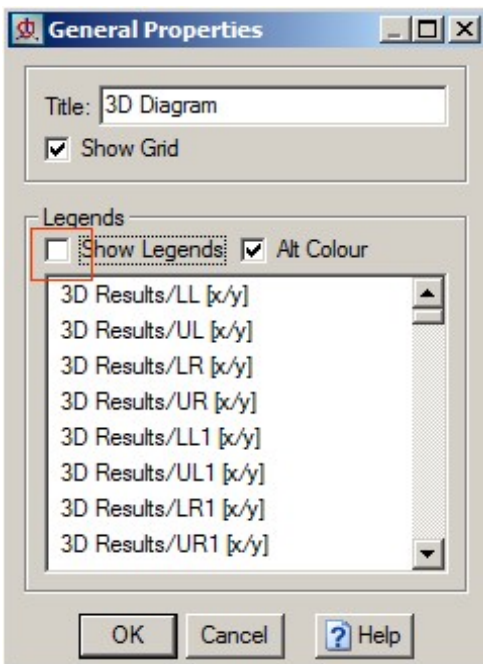 General Properties
Title: 3D Diagram
Show Grid
Legends
Show Legends Alt Colour
3D Results/LL [x/y]
3D Results/UL [x/y]
3D Results/LR [x/y]
3D Results/UR [x/y]
3D Results/LL1 [x/y]
3D Results/UL1 [x/y]
3D Results/LR1 [x/y]
3D Results/UR1 [x/y]
OK Cancel ? Help